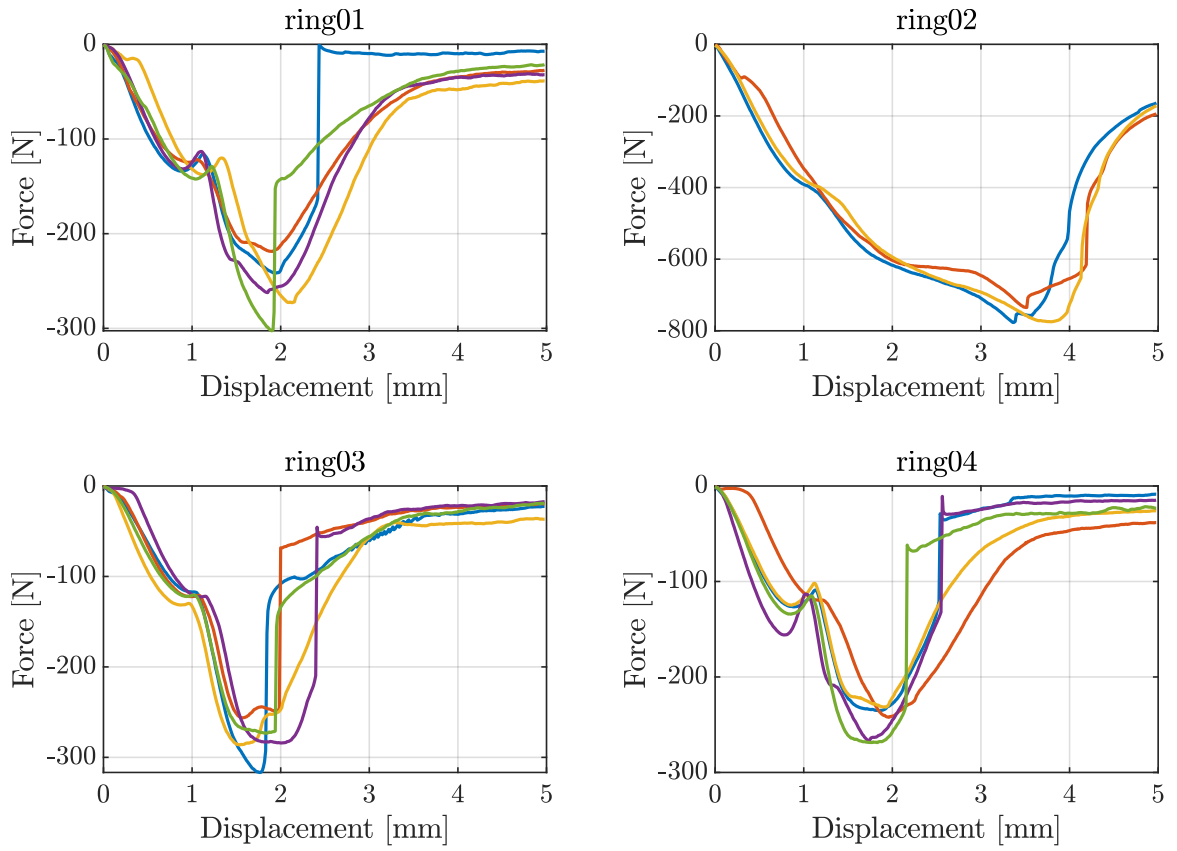 ring01
0
-100
-200
-300
Force [N]
0 1 2 3 4 5
Displacement [mm]
ring02
0
-200
-400
-600
-800
Force [N]
0 1 2 3 4 5
Displacement [mm]
ring03
0
-100
-200
-300
Force [N]
0 1 2 3 4 5
Displacement [mm]
ring04
0
-100
-200
-300
Force [N]
0 1 2 3 4 5
Displacement [mm]